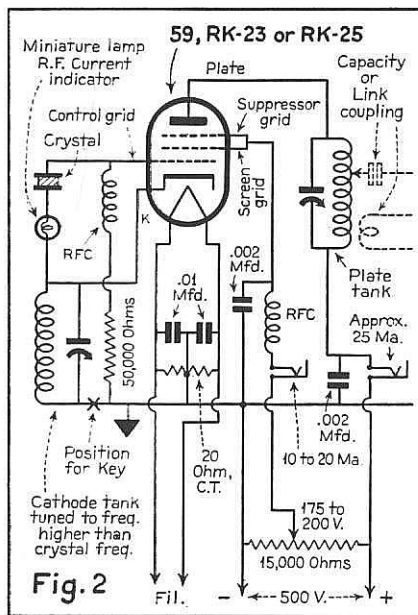 59, RK-23 or RK-25
Miniature lamp
R.F. Current
indicator
Plate
Capacity
or
Link
coupling
Control grid
Crystal
Suppressor
grid
Screen
grid
K
RFC
.002
Mfd.
.01
Mfd.
Plate
tank
RFC
Approx.
25 Ma.
50,000 Ohms
.002
Mfd.
Position
for Key
20
Ohm,
C.T.
10 to 20 Ma.
Cathode tank
tuned to freq.
higher than
crystal freq.
175 to
200 V.
15,000 Ohms
Fig. 2
Fil.
- 500 V. +